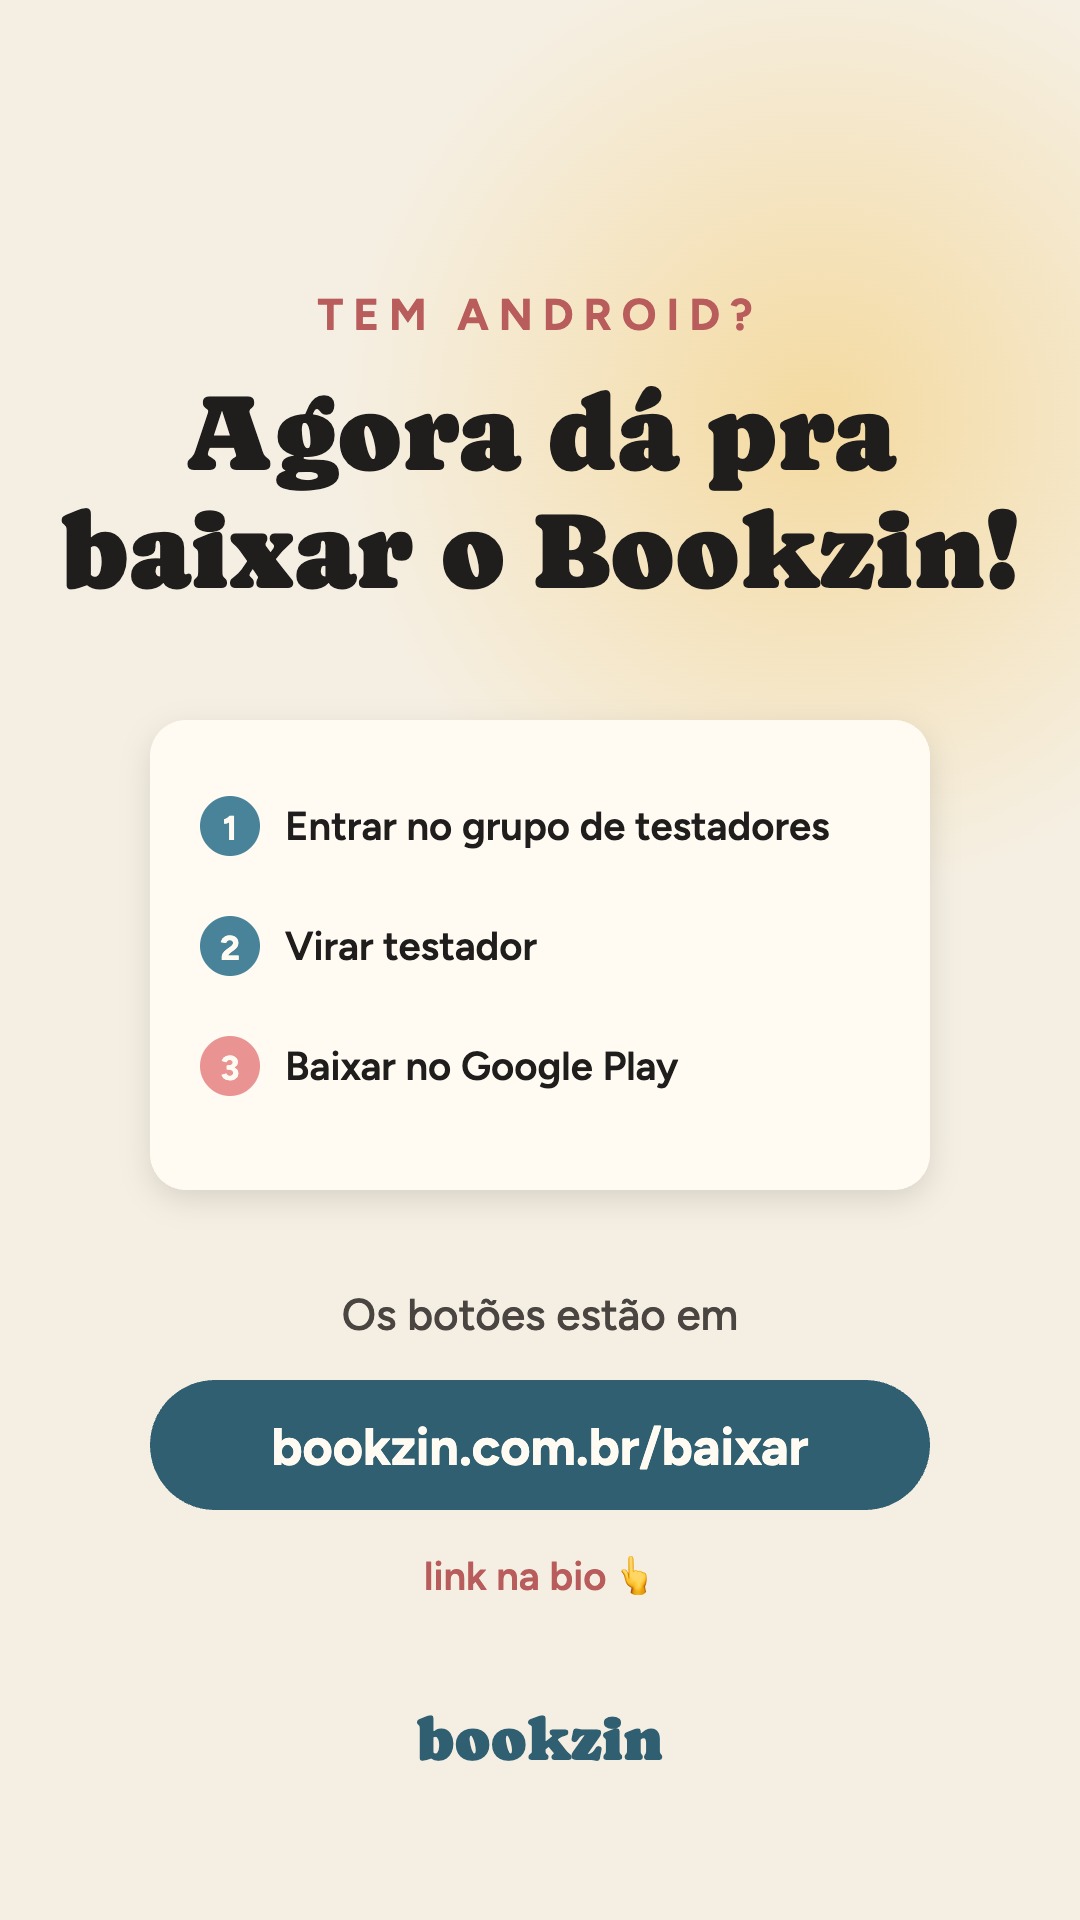 TEM ANDROID?
Agora dá pra
baixar o Bookzin!
1 Entrar no grupo de testadores
2 Virar testador
3 Baixar no Google Play
Os botões estão em
bookzin.com.br/baixar
link na bio 👆
bookzin